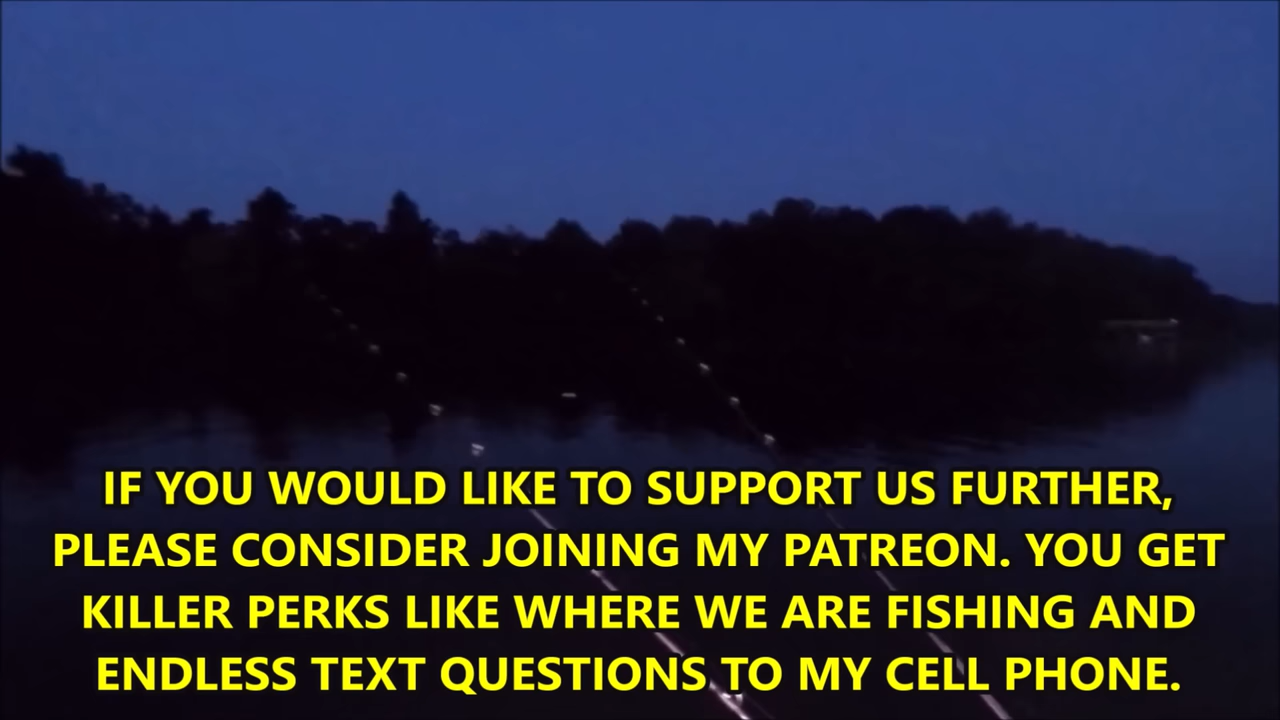 IF YOU WOULD LIKE TO SUPPORT US FURTHER,
PLEASE CONSIDER JOINING MY PATREON. YOU GET
KILLER PERKS LIKE WHERE WE ARE FISHING AND
ENDLESS TEXT QUESTIONS TO MY CELL PHONE.